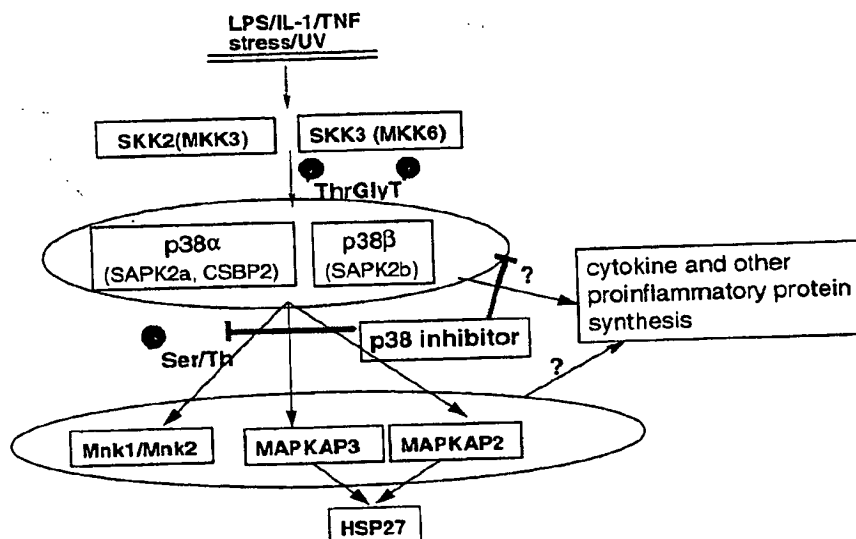 LPS/IL-1/TNF
stress/UV
SKK2(MKK3)
SKK3 (MKK6)
ThrGlyT
p38α
(SAPK2a, CSBP2)
p38β
(SAPK2b)
?
cytokine and other
proinflammatory protein
synthesis
p38 inhibitor
Ser/Th
?
Mnk1/Mnk2
MAPKAP3
MAPKAP2
HSP27